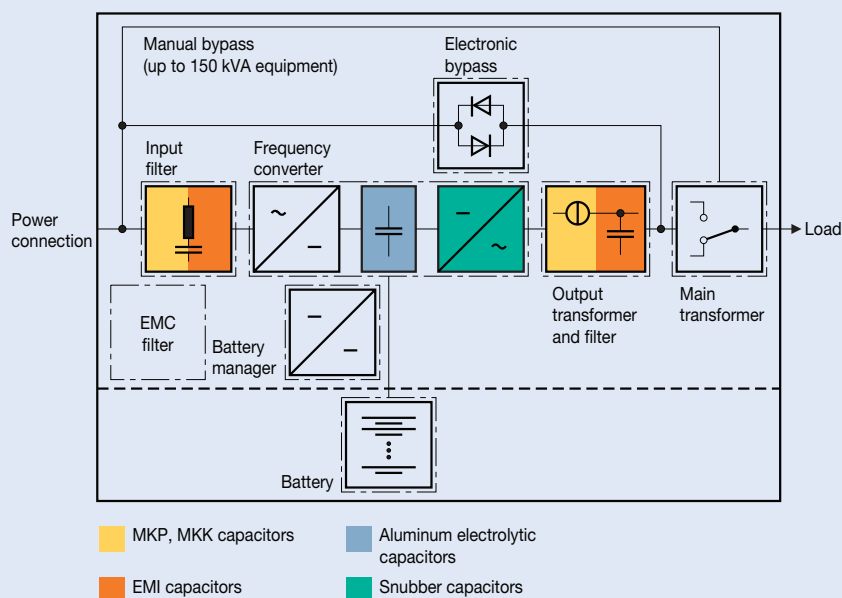 Manual bypass
(up to 150 kVA equipment)
Electronic
bypass
Input
filter
Frequency
converter
Power
connection
Load
EMC
filter
Battery
manager
Output
transformer
and filter
Main
transformer
Battery
MKP, MKK capacitors
Aluminum electrolytic
capacitors
EMI capacitors
Snubber capacitors